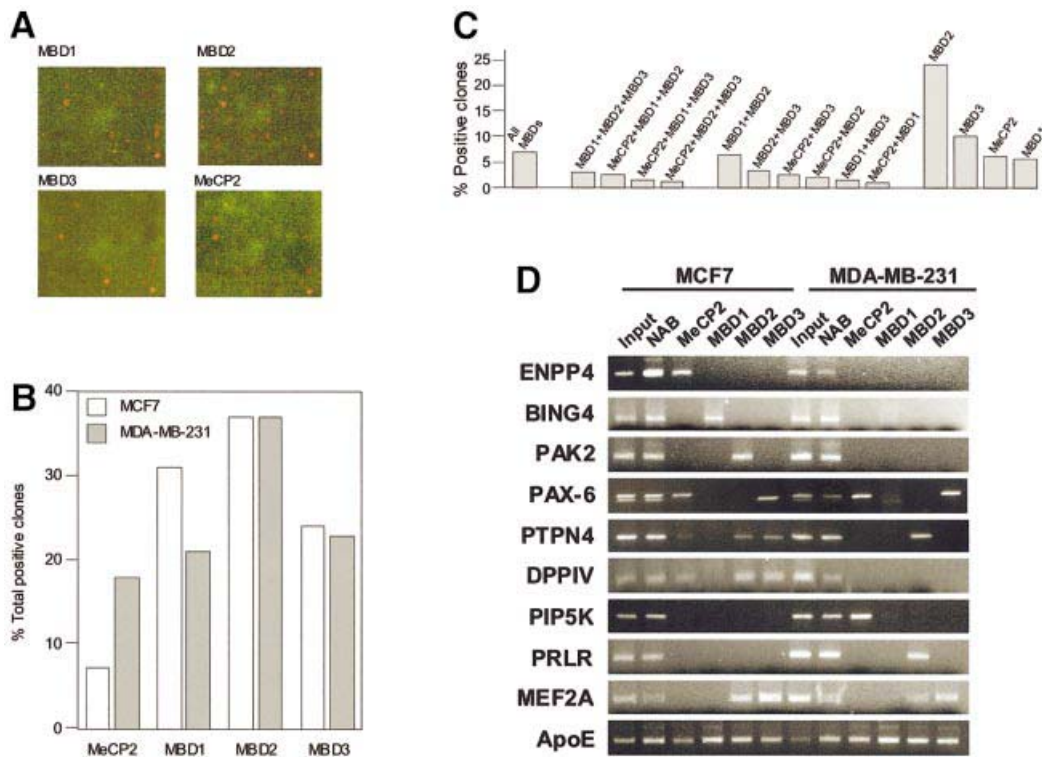 A
MBD1
MBD2
MBD3
MeCP2
B
% Total positive clones
40
30
20
10
0
MCF7
MDA-MB-231
MeCP2
MBD1
MBD2
MBD3
C
% Positive clones
25
20
15
10
5
0
All MBDs
MBD1+MBD2+MBD3
MeCP2+MBD1+MBD2
MeCP2+MBD1+MBD3
MeCP2+MBD2+MBD3
MBD1+MBD2
MBD2+MBD3
MeCP2+MBD3
MeCP2+MBD2
MBD1+MBD3
MeCP2+MBD1
MBD2
MBD3
MeCP2
D
MCF7
MDA-MB-231
Input
NAB
MeCP2
MBD1
MBD2
MBD3
Input
NAB
MeCP2
MBD1
MBD2
MBD3
ENPP4
BING4
PAK2
PAX-6
PTPN4
DPPIV
PIP5K
PRLR
MEF2A
ApoE